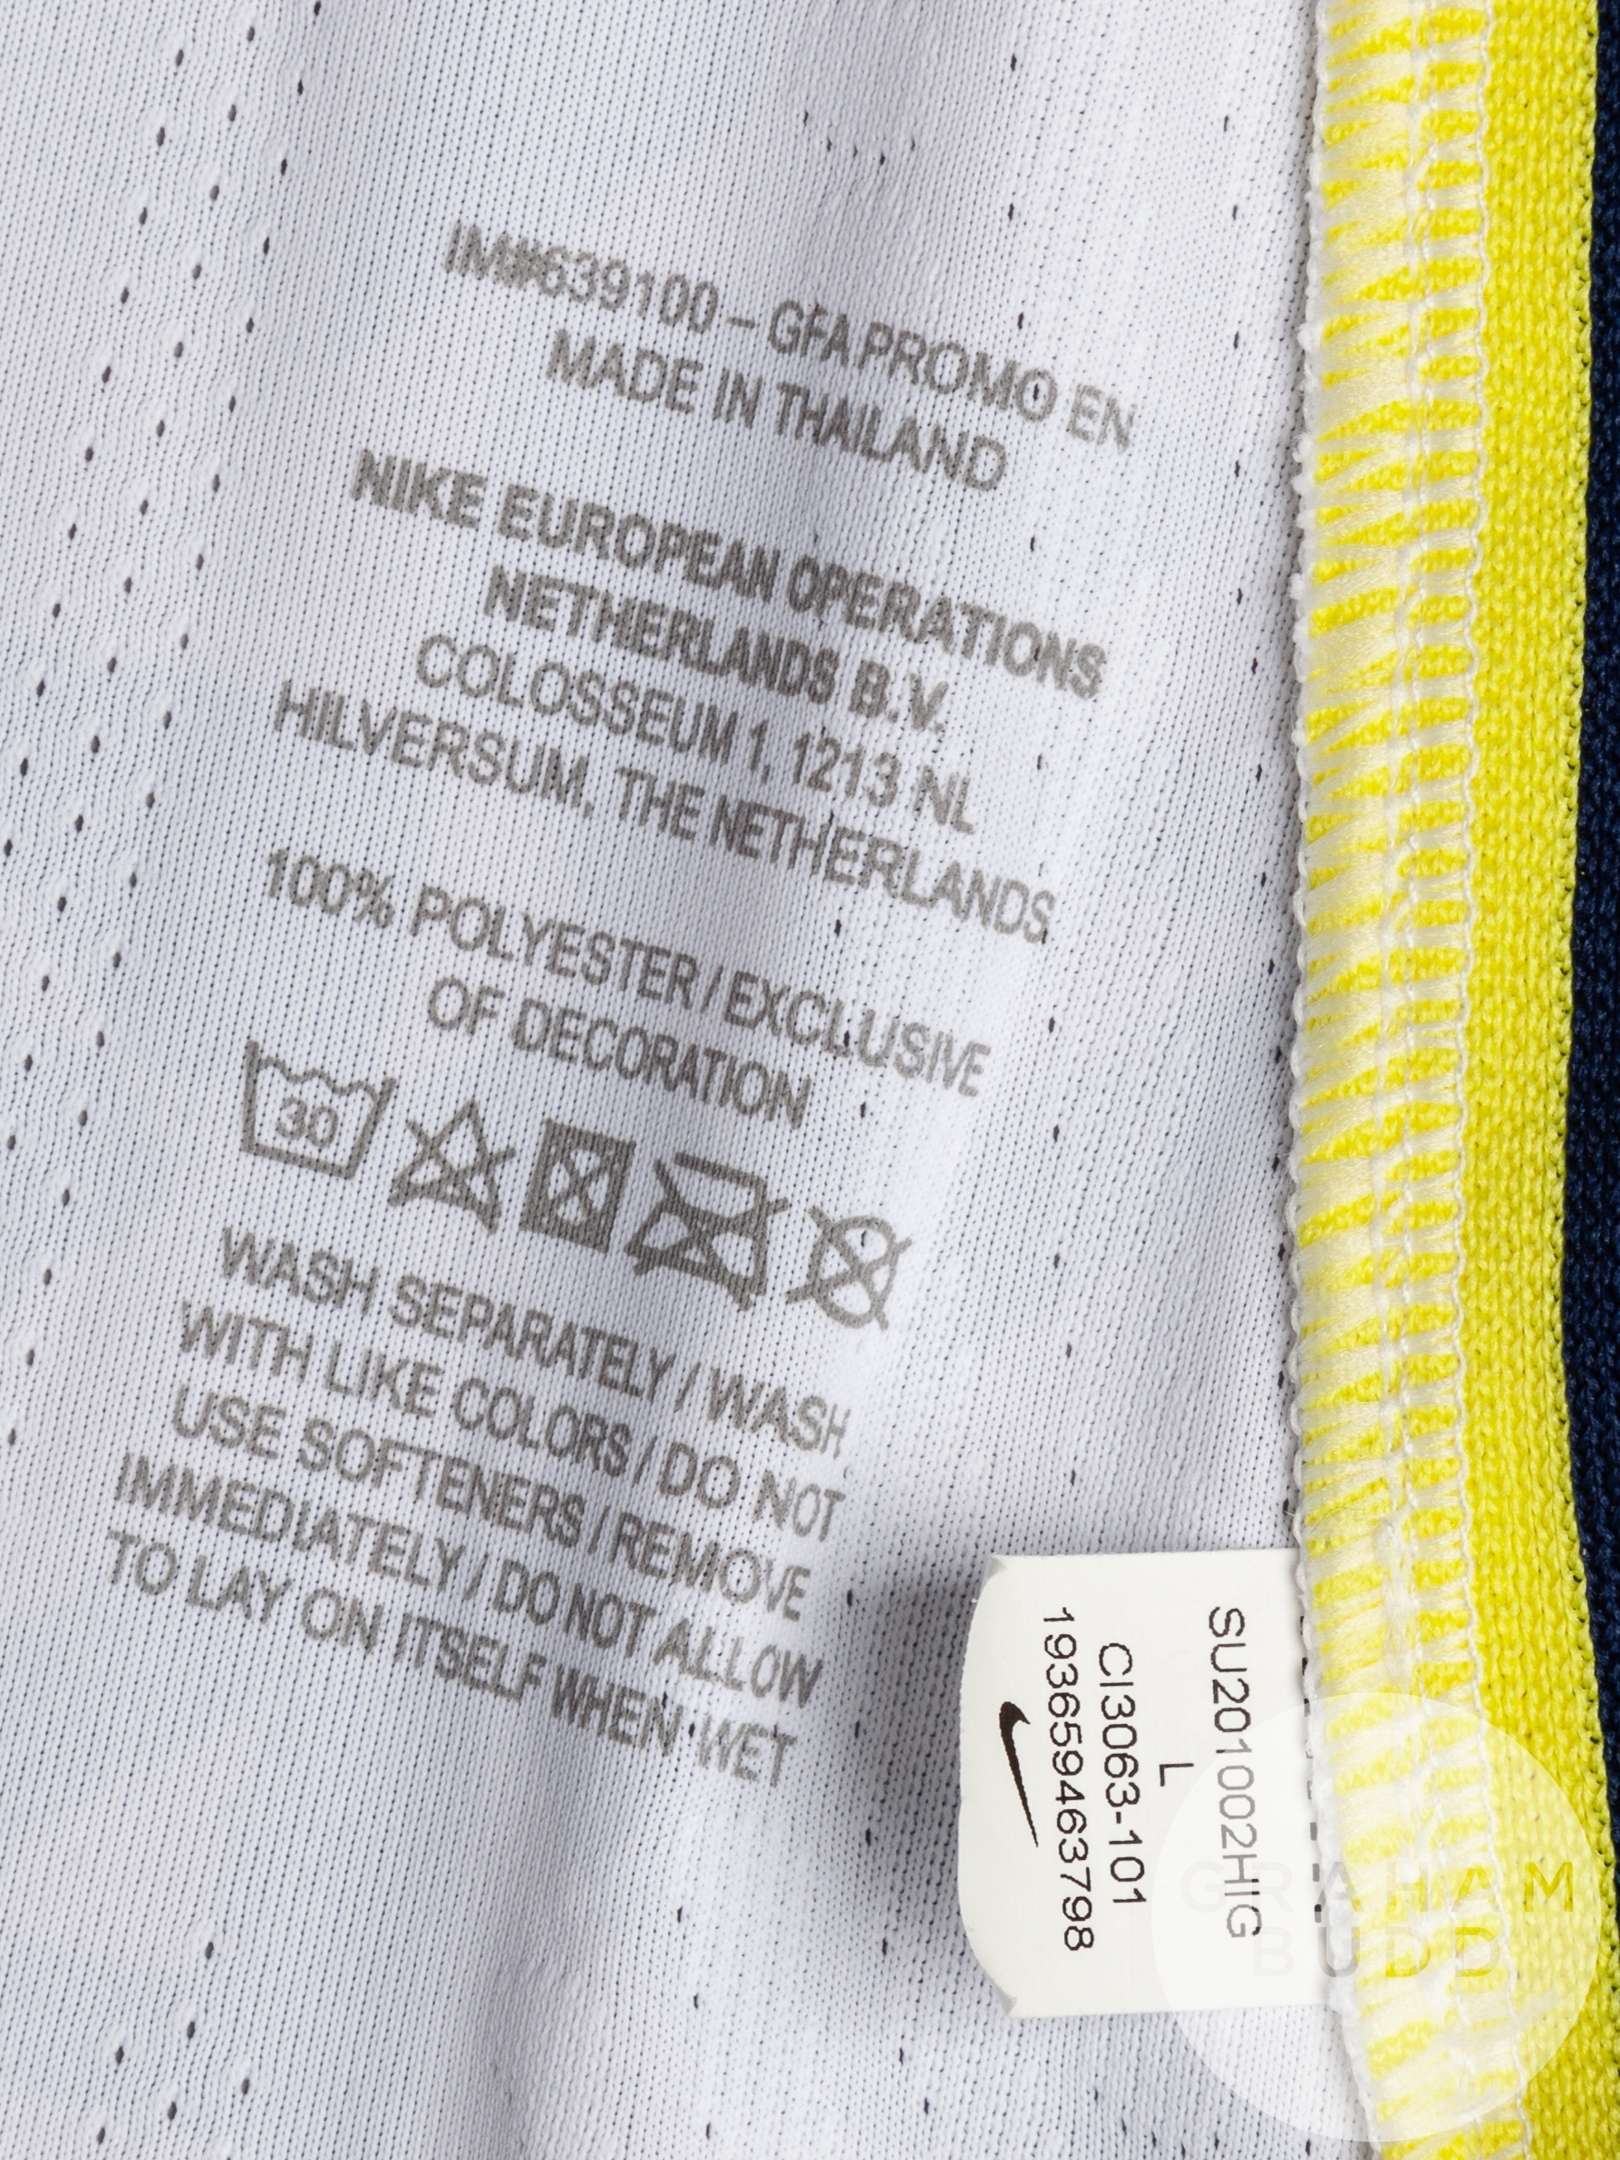 IM#639100 – GFA PROMO EN
MADE IN THAILAND
NIKE EUROPEAN OPERATIONS
NETHERLANDS B.V.
COLOSSEUM 1, 1213 NL
HILVERSUM, THE NETHERLANDS
100% POLYESTER / EXCLUSIVE
OF DECORATION
30
WASH SEPARATELY / WASH
WITH LIKE COLORS / DO NOT
USE SOFTENERS / REMOVE
IMMEDIATELY / DO NOT ALLOW
TO LAY ON ITSELF WHEN WET
SU201002HIG
L
CI3063-101
193659463798
GRAHAM
BUDD